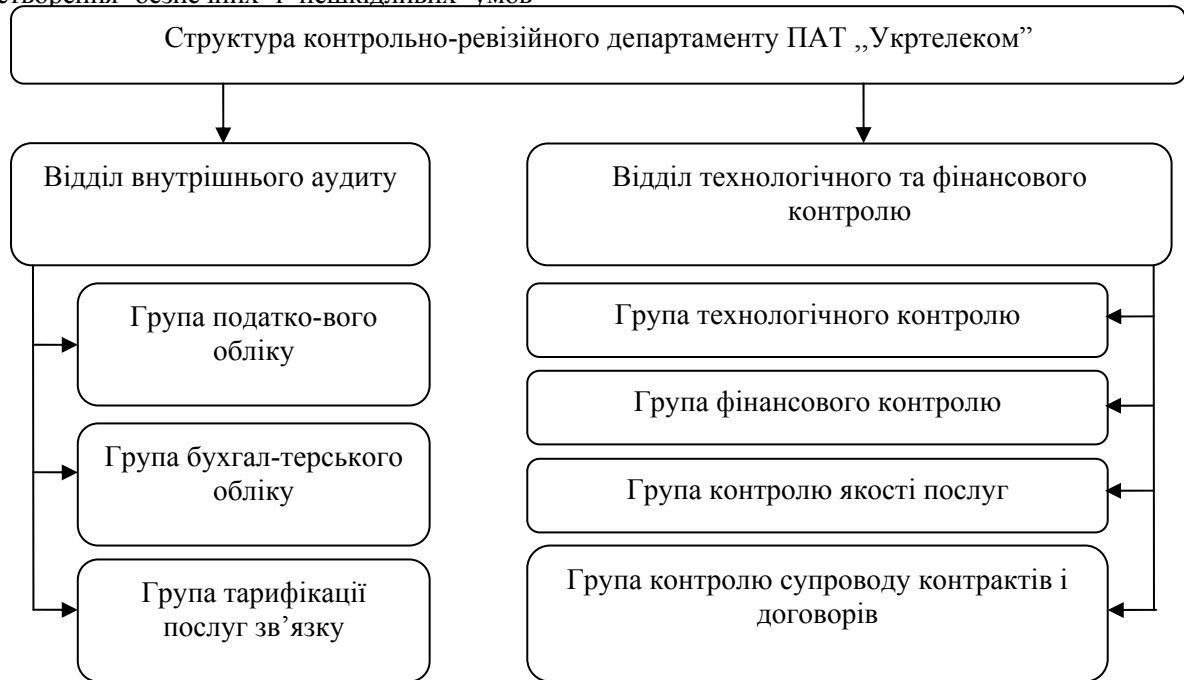 створення безпечних і нешкідливих умов
Структура контрольно-ревізійного департаменту ПАТ „Укртелеком”
Відділ внутрішнього аудиту
Відділ технологічного та фінансового
контролю
Група податко-вого
обліку
Група бухгал-терського
обліку
Група тарифікації
послуг зв’язку
Група технологічного контролю
Група фінансового контролю
Група контролю якості послуг
Група контролю супроводу контрактів і
договорів